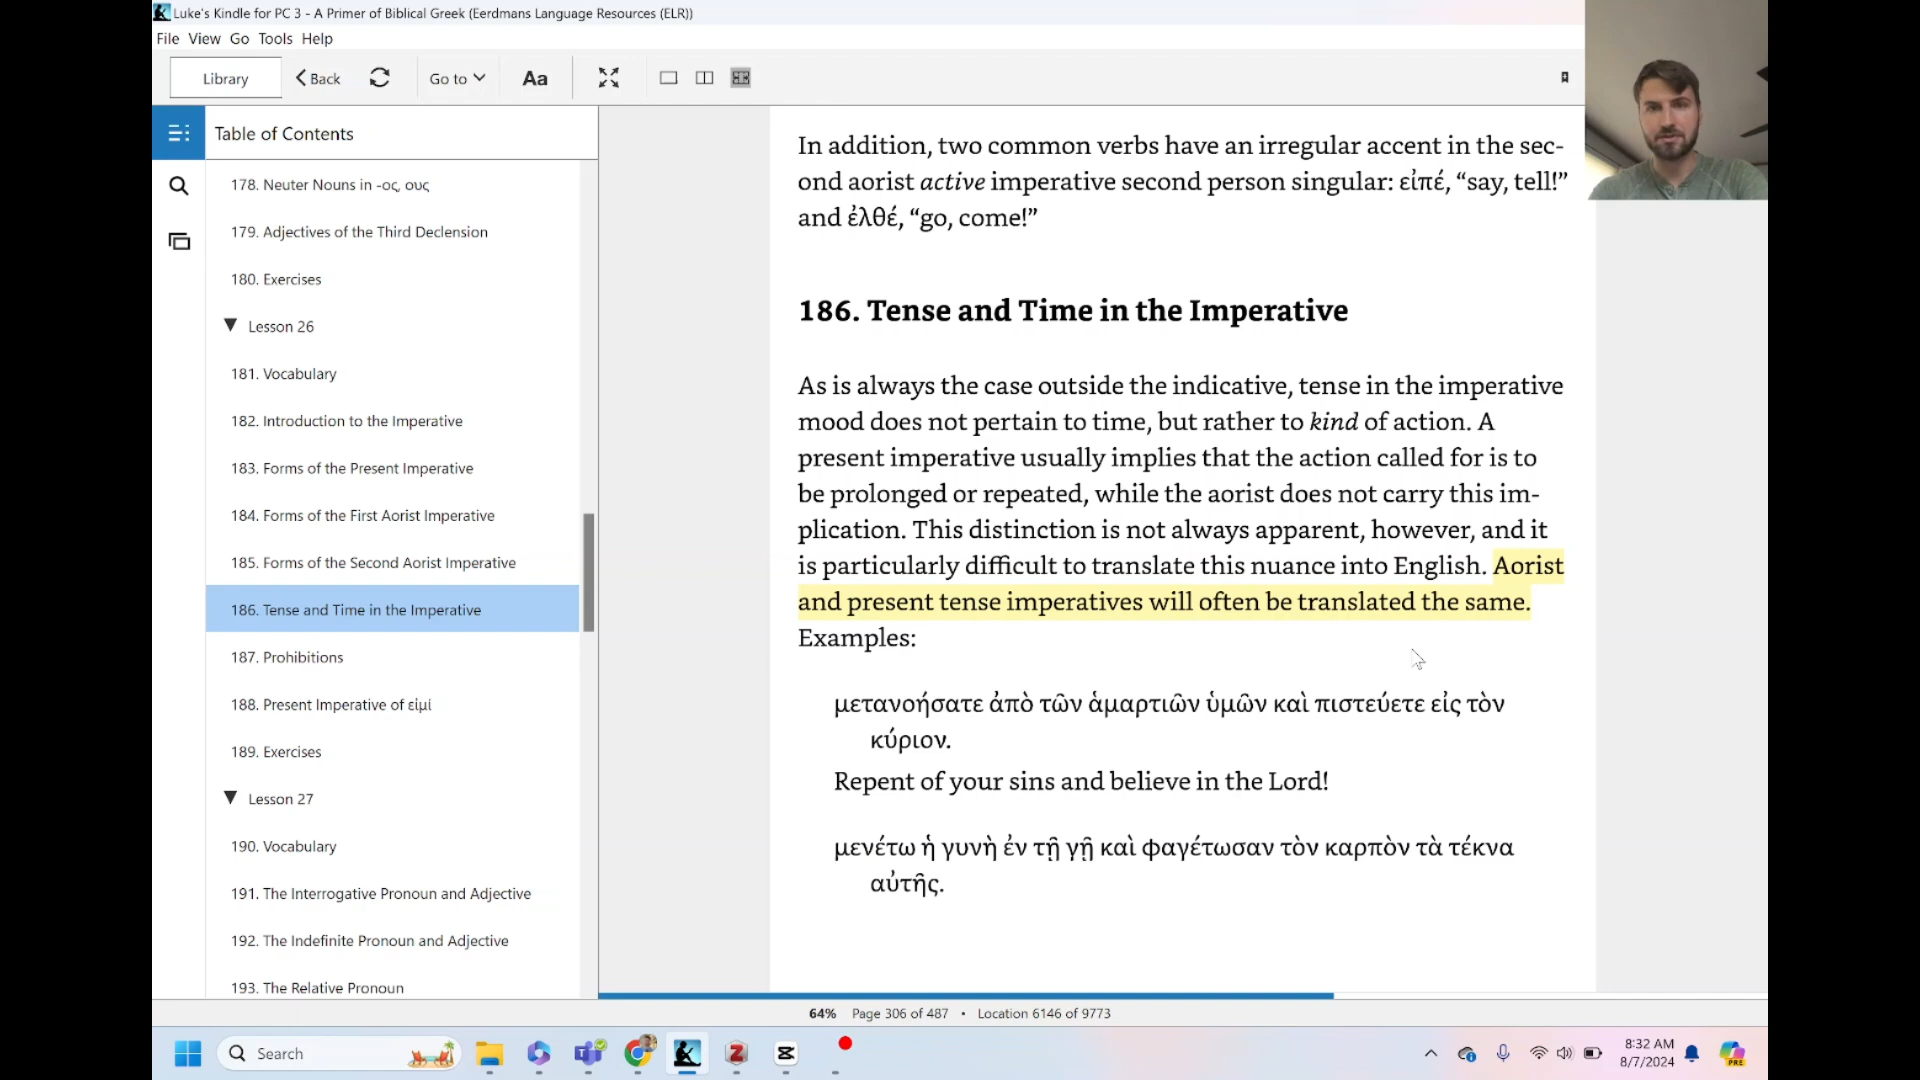 Luke's Kindle for PC 3 - A Primer of Biblical Greek (Eerdmans Language Resources (ELR))
File View Go Tools Help
Library
Back
Go to
Aa
Table of Contents
178. Neuter Nouns in -ος, ους
179. Adjectives of the Third Declension
180. Exercises
Lesson 26
181. Vocabulary
182. Introduction to the Imperative
183. Forms of the Present Imperative
184. Forms of the First Aorist Imperative
185. Forms of the Second Aorist Imperative
186. Tense and Time in the Imperative
187. Prohibitions
188. Present Imperative of εἰμί
189. Exercises
Lesson 27
190. Vocabulary
191. The Interrogative Pronoun and Adjective
192. The Indefinite Pronoun and Adjective
193. The Relative Pronoun
In addition, two common verbs have an irregular accent in the sec-
ond aorist active imperative second person singular: εἰπέ, “say, tell!”
and ἐλθέ, “go, come!”
186. Tense and Time in the Imperative
As is always the case outside the indicative, tense in the imperative
mood does not pertain to time, but rather to kind of action. A
present imperative usually implies that the action called for is to
be prolonged or repeated, while the aorist does not carry this im-
plication. This distinction is not always apparent, however, and it
is particularly difficult to translate this nuance into English. Aorist
and present tense imperatives will often be translated the same.
Examples:
μετανοήσατε ἀπὸ τῶν ἁμαρτιῶν ὑμῶν καὶ πιστεύετε εἰς τὸν
κύριον.
Repent of your sins and believe in the Lord!
μενέτω ἡ γυνὴ ἐν τῇ γῇ καὶ φαγέτωσαν τὸν καρπὸν τὰ τέκνα
αὐτῆς.
64% Page 306 of 487 • Location 6146 of 9773
Search
8:32 AM
8/7/2024
PRE